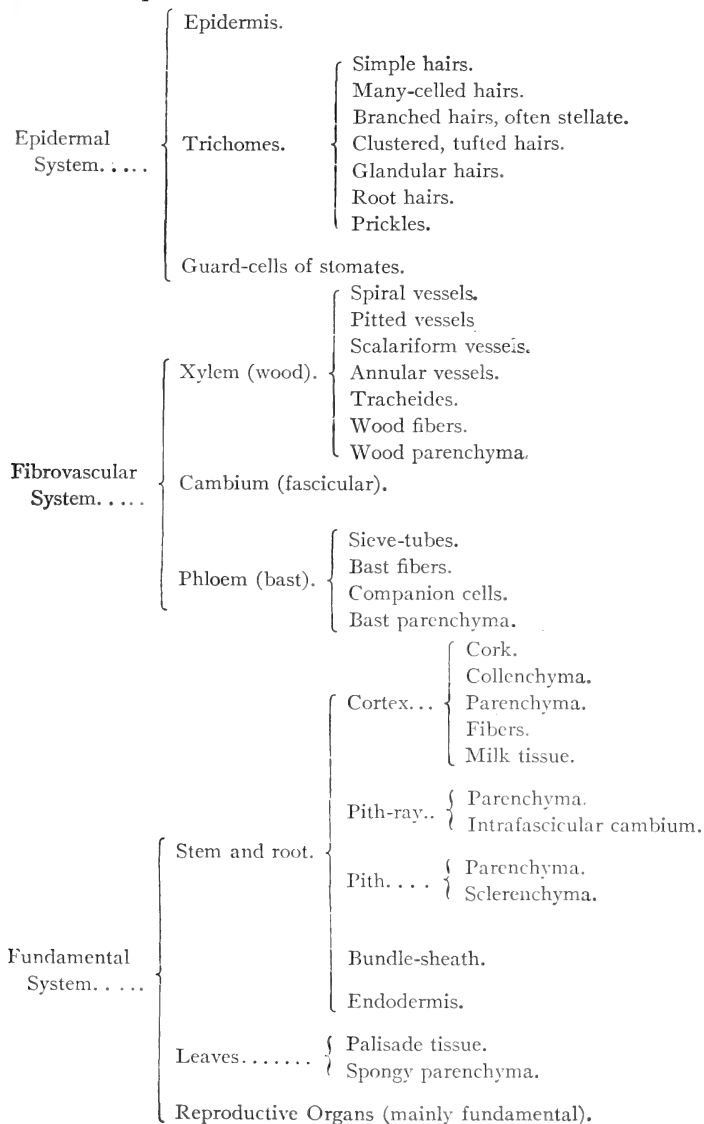 Epidermis.
Simple hairs.
Many-celled hairs.
Branched hairs, often stellate.
Epidermal
System.....
Trichomes.
Clustered, tufted hairs.
Glandular hairs.
Root hairs.
Prickles.
Guard-cells of stomates.
Spiral vessels.
Pitted vessels
Scalariform vessels.
Xylem (wood).
Annular vessels.
Tracheides.
Wood fibers.
Wood parenchyma.
Fibrovascular
System.....
Cambium (fascicular).
Sieve-tubes.
Bast fibers.
Phloem (bast).
Companion cells.
Bast parenchyma.
Cork.
Collenchyma.
Cortex...
Parenchyma.
Fibers.
Milk tissue.
Pith-ray..
Parenchyma.
Intrafascicular cambium.
Stem and root.
Pith....
Parenchyma.
Sclerenchyma.
Fundamental
System.....
Bundle-sheath.
Endodermis.
Leaves.......
Palisade tissue.
Spongy parenchyma.
Reproductive Organs (mainly fundamental).